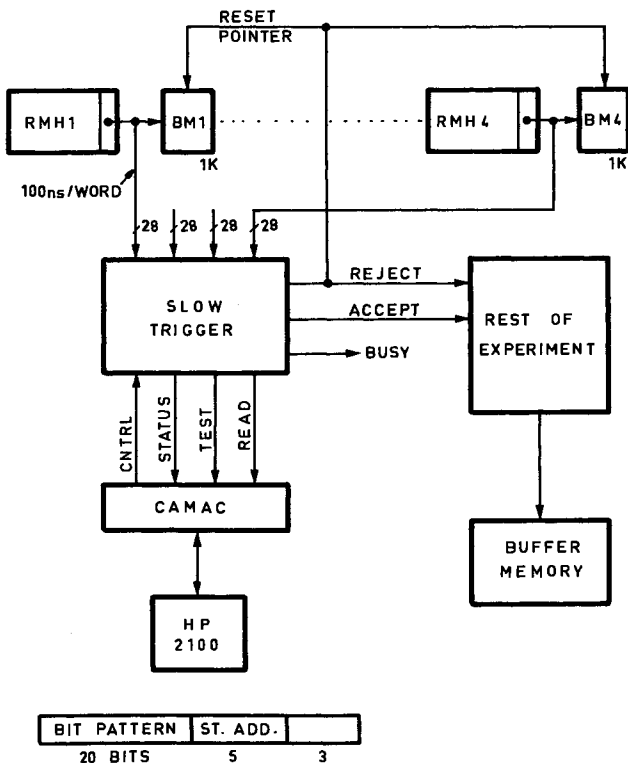 RESET
POINTER
RMH1
BM1
1K
RMH4
BM4
1K
100ns/WORD
28 28 28 28
SLOW
TRIGGER
REJECT
ACCEPT
BUSY
REST OF
EXPERIMENT
CNTRL
STATUS
TEST
READ
CAMAC
BUFFER
MEMORY
HP
2100
BIT PATTERN ST. ADD.
20 BITS 5 3